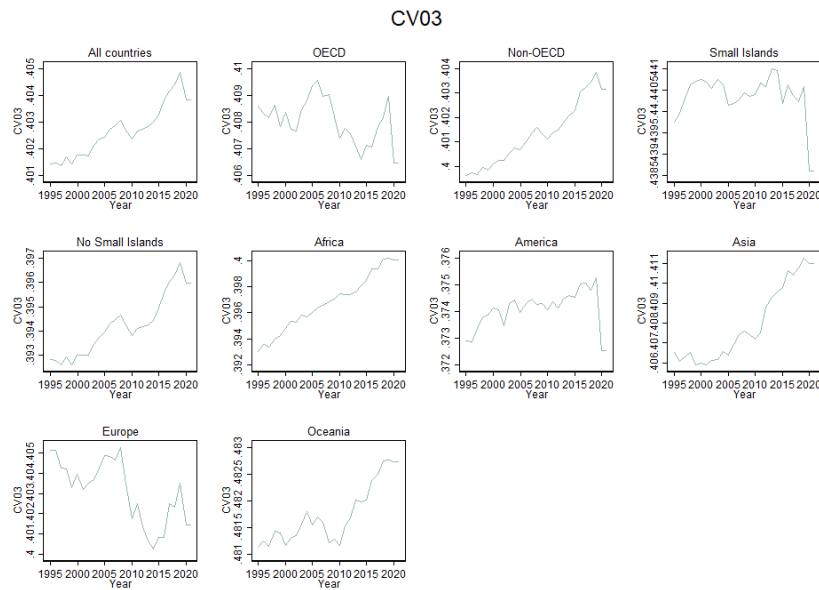 CV03
All countries
CV03
.401 .402 .403 .404 .405
1995 2000 2005 2010 2015 2020
Year
OECD
CV03
.406 .407 .408 .409 .41
1995 2000 2005 2010 2015 2020
Year
Non-OECD
CV03
.4 .401 .402 .403 .404
1995 2000 2005 2010 2015 2020
Year
Small Islands
CV03
.4385 .439 .4395 .44 .4405 .441
1995 2000 2005 2010 2015 2020
Year
No Small Islands
CV03
.393 .394 .395 .396 .397
1995 2000 2005 2010 2015 2020
Year
Africa
CV03
.392 .394 .396 .398 .4
1995 2000 2005 2010 2015 2020
Year
America
CV03
.372 .373 .374 .375 .376
1995 2000 2005 2010 2015 2020
Year
Asia
CV03
.406 .407 .408 .409 .41 .411
1995 2000 2005 2010 2015 2020
Year
Europe
CV03
.4 .401 .402 .403 .404 .405
1995 2000 2005 2010 2015 2020
Year
Oceania
CV03
.481 .4815 .482 .4825 .483
1995 2000 2005 2010 2015 2020
Year